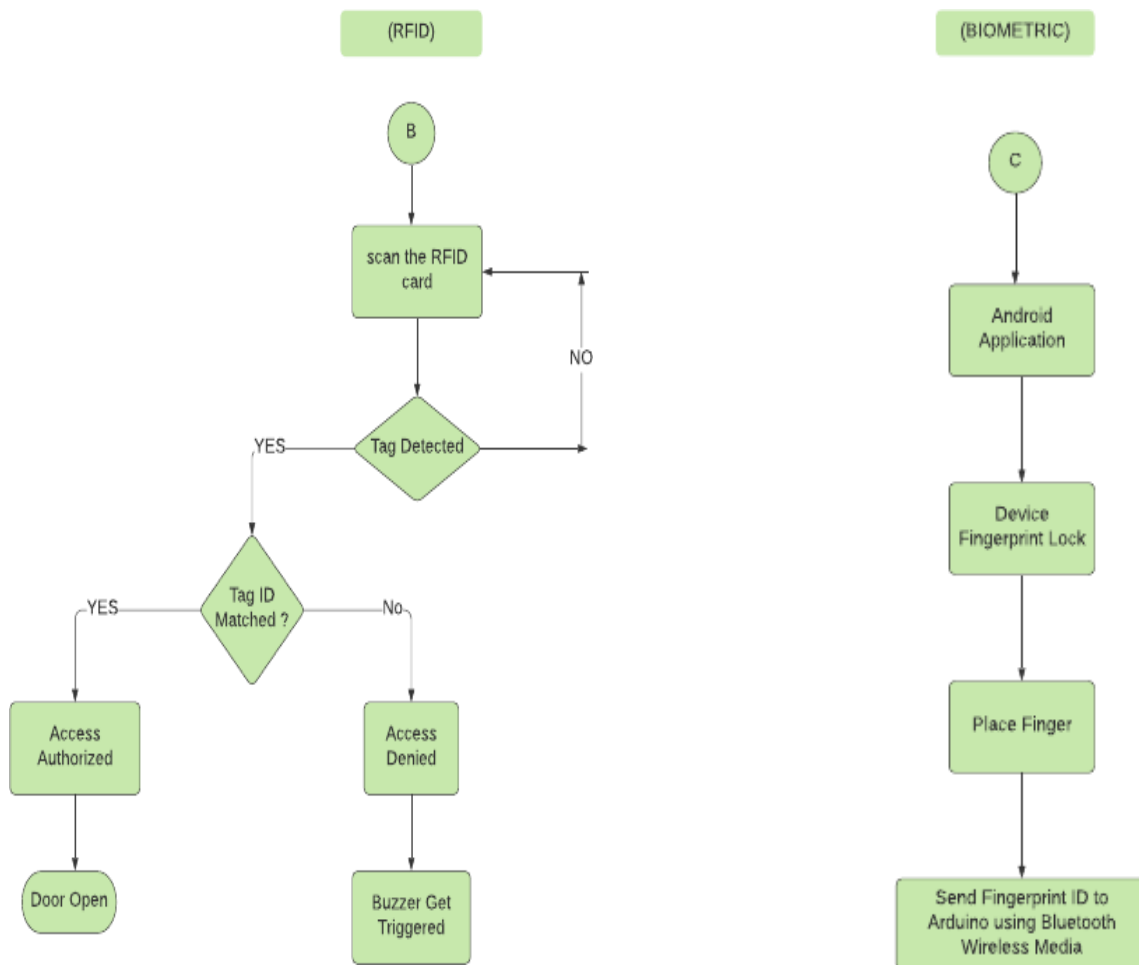 (RFID)
B
scan the RFID
card
NO
Tag Detected
YES
Tag ID
Matched ?
YES
No
Access
Authorized
Access
Denied
Door Open
Buzzer Get
Triggered
(BIOMETRIC)
C
Android
Application
Device
Fingerprint Lock
Place Finger
Send Fingerprint ID to
Arduino using Bluetooth
Wireless Media